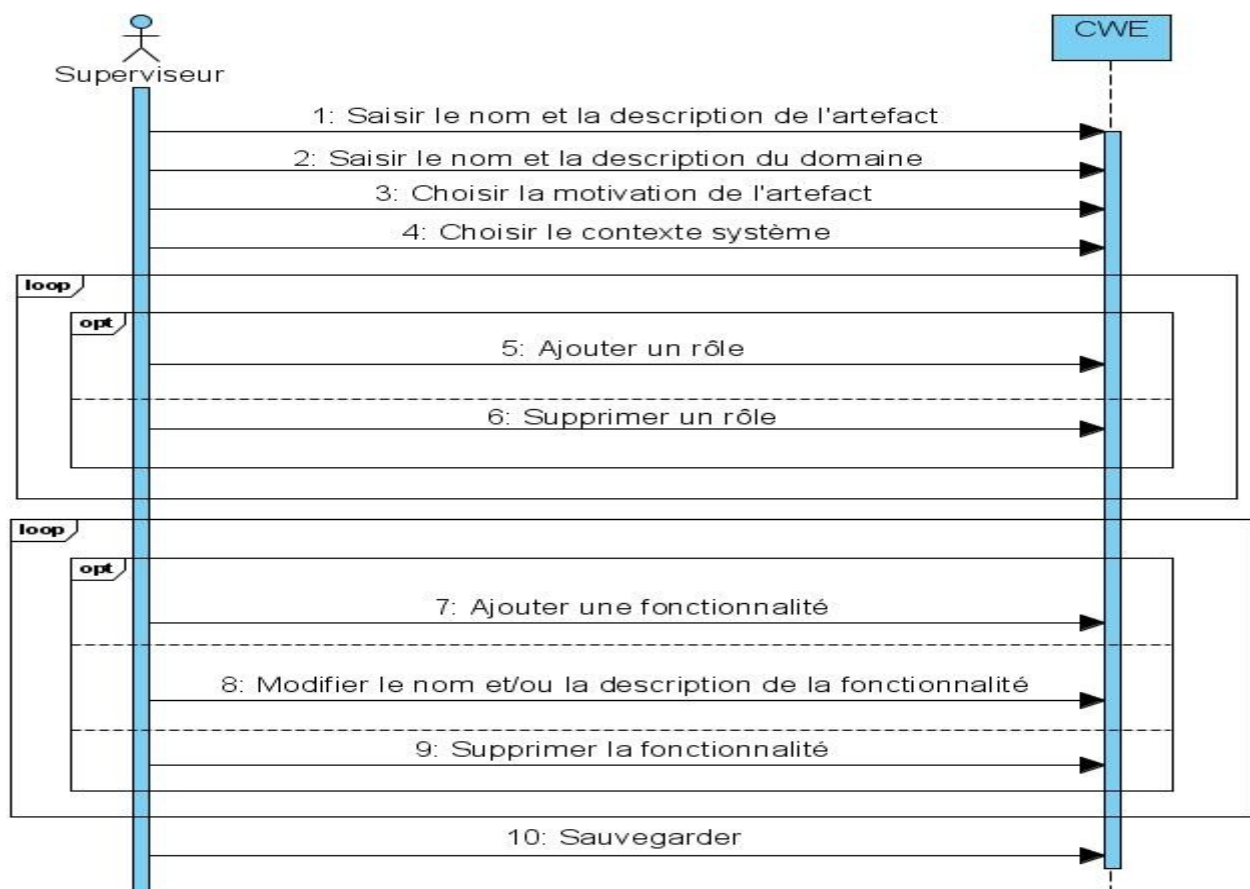 CWE
Superviseur
1: Saisir le nom et la description de l'artefact
2: Saisir le nom et la description du domaine
3: Choisir la motivation de l'artefact
4: Choisir le contexte système
loop
opt
5: Ajouter un rôle
6: Supprimer un rôle
loop
opt
7: Ajouter une fonctionnalité
8: Modifier le nom et/ou la description de la fonctionnalité
9: Supprimer la fonctionnalité
10: Sauvegarder